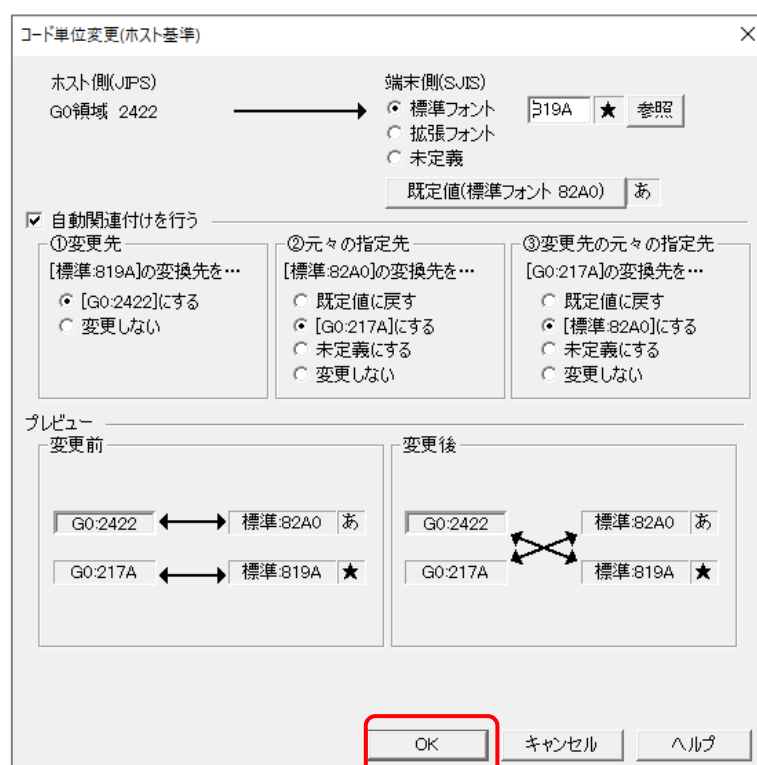 コード単位変更(ホスト基準)
ホスト側(JIPS)
端末側(SJIS)
G0領域 2422
標準フォント
819A ★ 参照
拡張フォント
未定義
既定値(標準フォント 82A0) あ
自動関連付けを行う
①変更先
[標準:819A]の変換先を…
[G0:2422]にする
変更しない
②元々の指定先
[標準:82A0]の変換先を…
既定値に戻す
[G0:217A]にする
未定義にする
変更しない
③変更先の元々の指定先
[G0:217A]の変換先を…
既定値に戻す
[標準:82A0]にする
未定義にする
変更しない
プレビュー
変更前
G0:2422 標準:82A0 あ
G0:217A 標準:819A ★
変更後
G0:2422 標準:82A0 あ
G0:217A 標準:819A ★
OK キャンセル ヘルプ